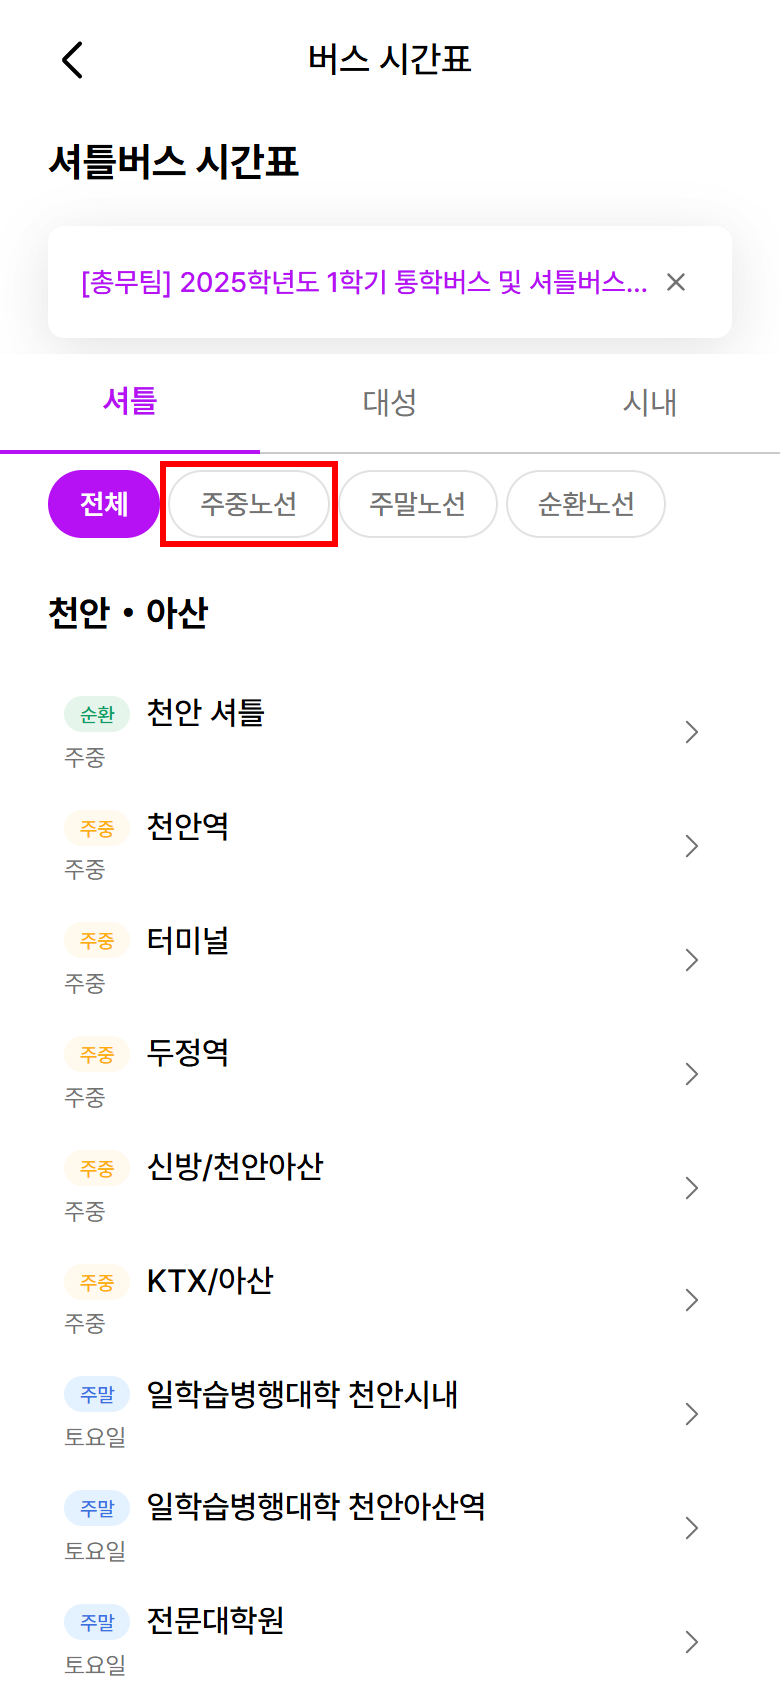 버스 시간표
셔틀버스 시간표
[총무팀] 2025학년도 1학기 통학버스 및 셔틀버스...
셔틀 대성 시내
전체 주중노선 주말노선 순환노선
천안 • 아산
순환 천안 셔틀
주중
주중 천안역
주중
주중 터미널
주중
주중 두정역
주중
주중 신방/천안아산
주중
주중 KTX/아산
주중
주말 일학습병행대학 천안시내
토요일
주말 일학습병행대학 천안아산역
토요일
주말 전문대학원
토요일